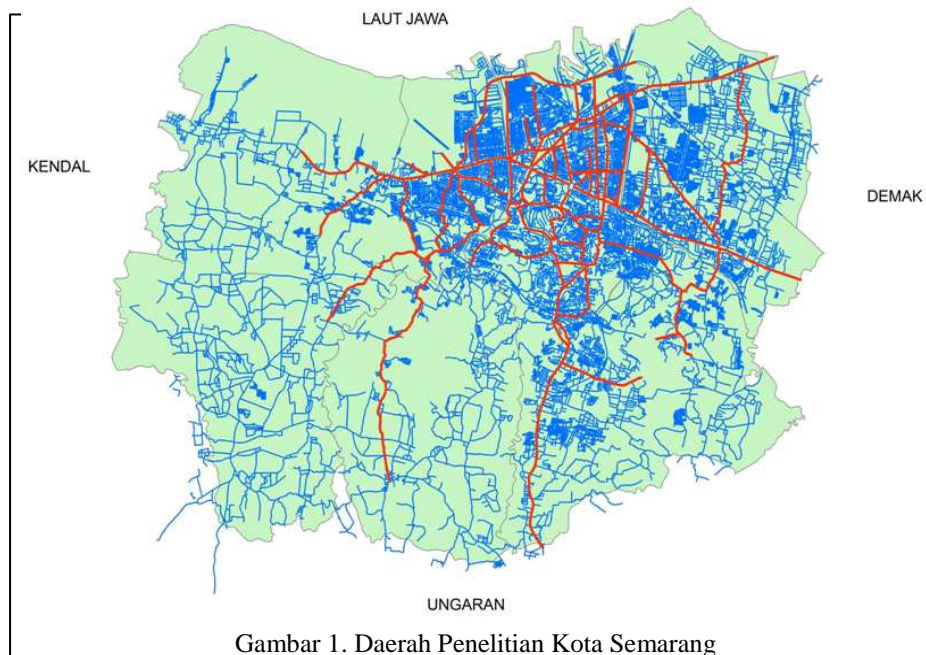 LAUT JAWA
KENDAL
DEMAK
UNGARAN
Gambar 1. Daerah Penelitian Kota Semarang